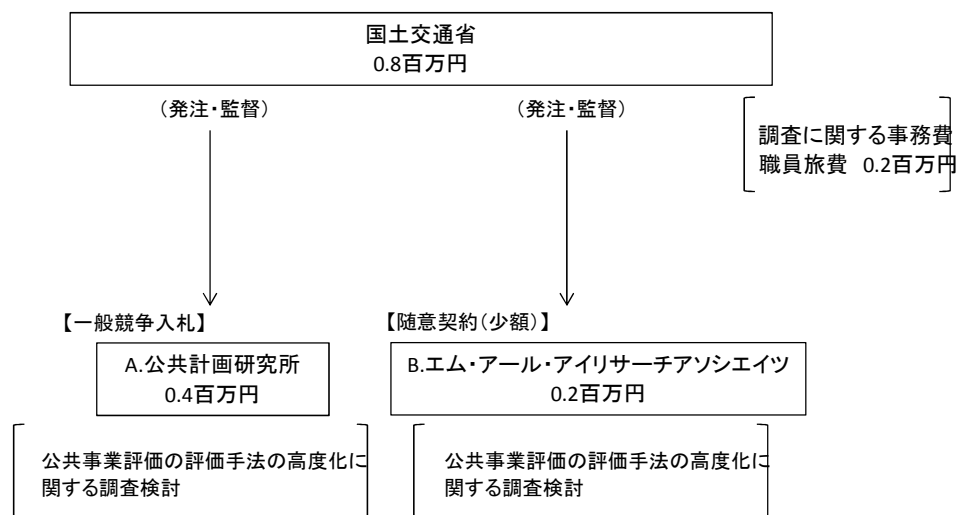 国土交通省
0.8百万円
（発注・監督）
（発注・監督）
調査に関する事務費
職員旅費　0.2百万円
【一般競争入札】
【随意契約（少額）】
A.公共計画研究所
0.4百万円
B.エム・アール・アイリサーチアソシエイツ
0.2百万円
公共事業評価の評価手法の高度化に
関する調査検討
公共事業評価の評価手法の高度化に
関する調査検討